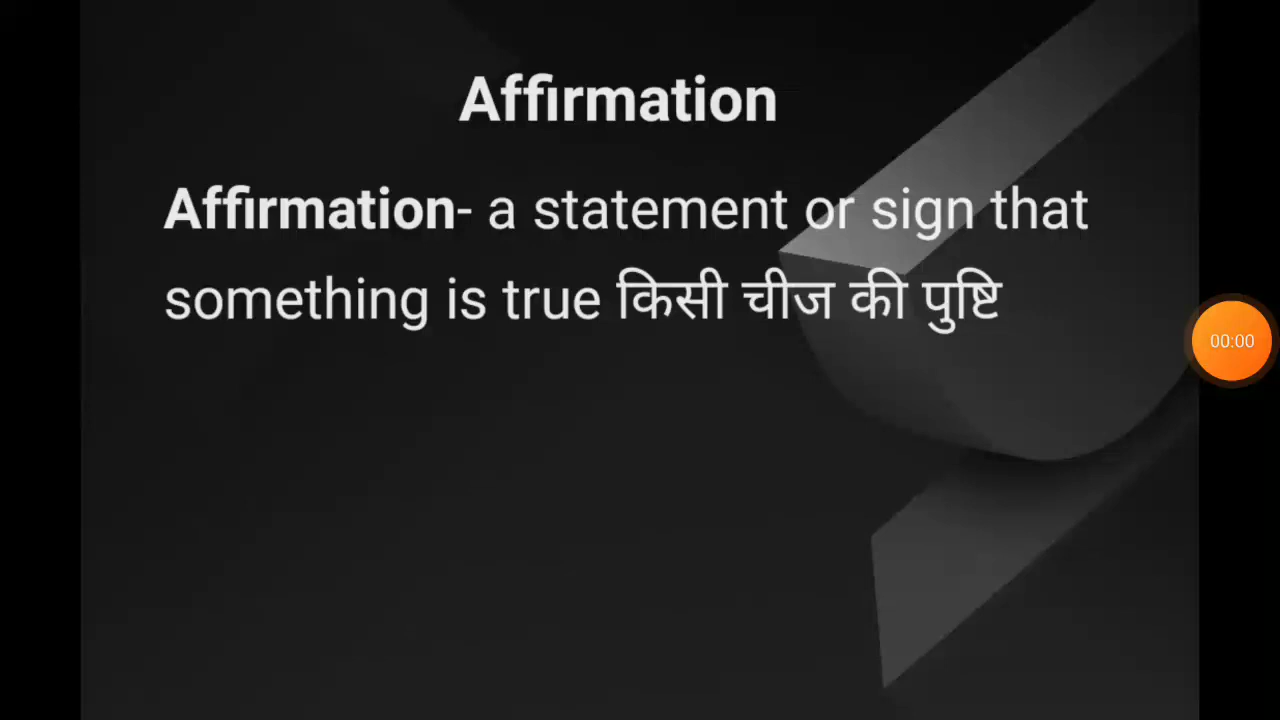 Affirmation
Affirmation- a statement or sign that
something is true किसी चीज की पुष्टि
00:00